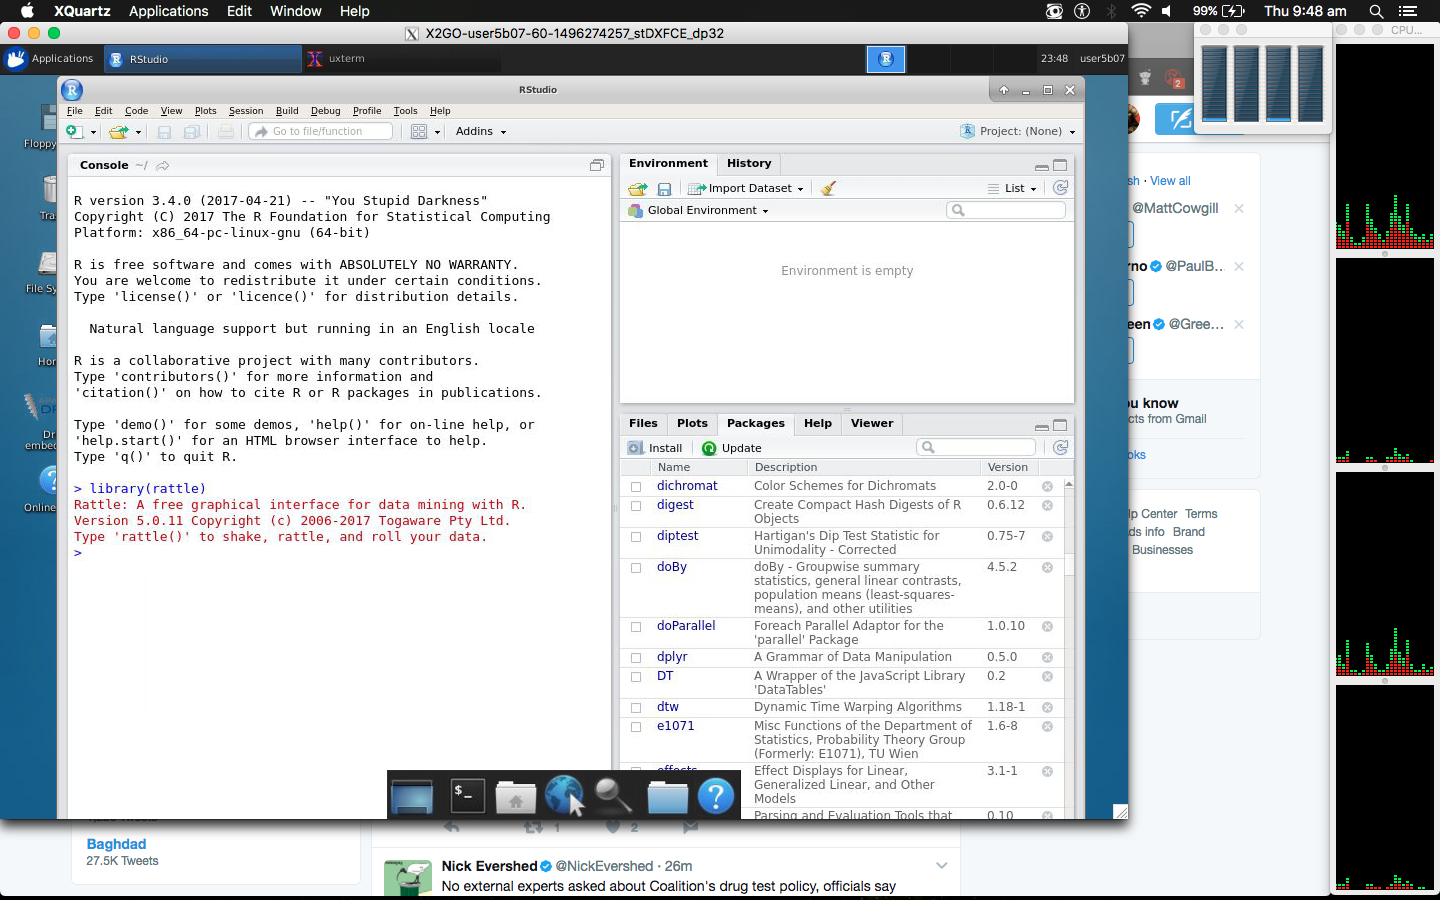 XQuartz Applications Edit Window Help 99% Thu 9:48 am
X2GO-user5b07-60-1496274257_stDXFCE_dp32
CPU...
Applications RStudio uxterm 23:48 user5b07
RStudio
File Edit Code View Plots Session Build Debug Profile Tools Help
Go to file/function Addins Project: (None)
Console ~/
R version 3.4.0 (2017-04-21) -- "You Stupid Darkness"
Copyright (C) 2017 The R Foundation for Statistical Computing
Platform: x86_64-pc-linux-gnu (64-bit)
R is free software and comes with ABSOLUTELY NO WARRANTY.
You are welcome to redistribute it under certain conditions.
Type 'license()' or 'licence()' for distribution details.
Natural language support but running in an English locale
R is a collaborative project with many contributors.
Type 'contributors()' for more information and
'citation()' on how to cite R or R packages in publications.
Type 'demo()' for some demos, 'help()' for on-line help, or
'help.start()' for an HTML browser interface to help.
Type 'q()' to quit R.
> library(rattle)
Rattle: A free graphical interface for data mining with R.
Version 5.0.11 Copyright (c) 2006-2017 Togaware Pty Ltd.
Type 'rattle()' to shake, rattle, and roll your data.
>
Environment History
Import Dataset List
Global Environment
Environment is empty
Files Plots Packages Help Viewer
Install Update
Name Description Version
dichromat Color Schemes for Dichromats 2.0-0
digest Create Compact Hash Digests of R 0.6.12
Objects
diptest Hartigan's Dip Test Statistic for 0.75-7
Unimodality - Corrected
doBy doBy - Groupwise summary 4.5.2
statistics, general linear contrasts,
population means (least-squares-
means), and other utilities
doParallel Foreach Parallel Adaptor for the 1.0.10
'parallel' Package
dplyr A Grammar of Data Manipulation 0.5.0
DT A Wrapper of the JavaScript Library 0.2
'DataTables'
dtw Dynamic Time Warping Algorithms 1.18-1
e1071 Misc Functions of the Department of 1.6-8
Statistics, Probability Theory Group
(Formerly: E1071), TU Wien
effects Effect Displays for Linear, 3.1-1
Generalized Linear, and Other
Models
Parsing and Evaluation Tools that 0.10
Floppy
Tra
File Sy
Ho
Dr
embe
Online
$_
2
sh · View all
@MattCowgill
rno @PaulB...
een @Gree...
u know
cts from Gmail
oks
lp Center Terms
ds info Brand
Businesses
Baghdad
27.5K Tweets
1 2
Nick Evershed @NickEvershed · 26m
No external experts asked about Coalition's drug test policy, officials say